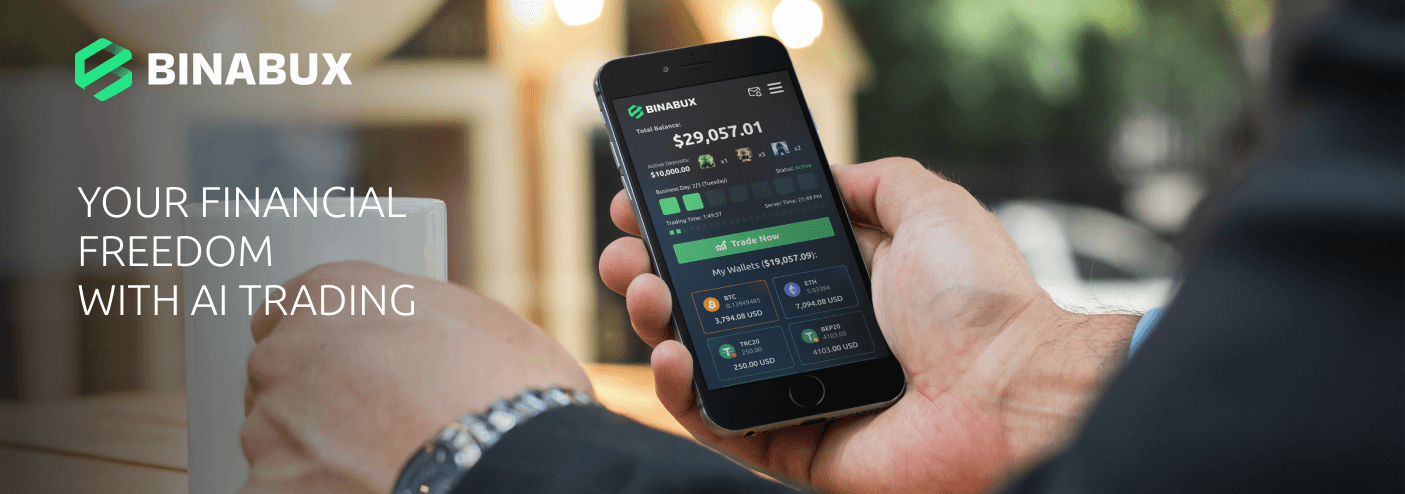 BINABUX
YOUR FINANCIAL
FREEDOM
WITH AI TRADING
BINABUX
Total Balance:
$29,057.01
Active Deposits:
$10,000.00
x1
x5
x2
Business Day: 2/5 (Tuesday)
Status: Active
Trading Time: 1:49:37
Server Time: 21:49 PM
Trade Now
My Wallets ($19,057.09):
BTC
0.13949485
3,794.08 USD
ETH
5.03384
7,094.08 USD
TRC20
250.00
250.00 USD
BEP20
4103.00
4103.00 USD